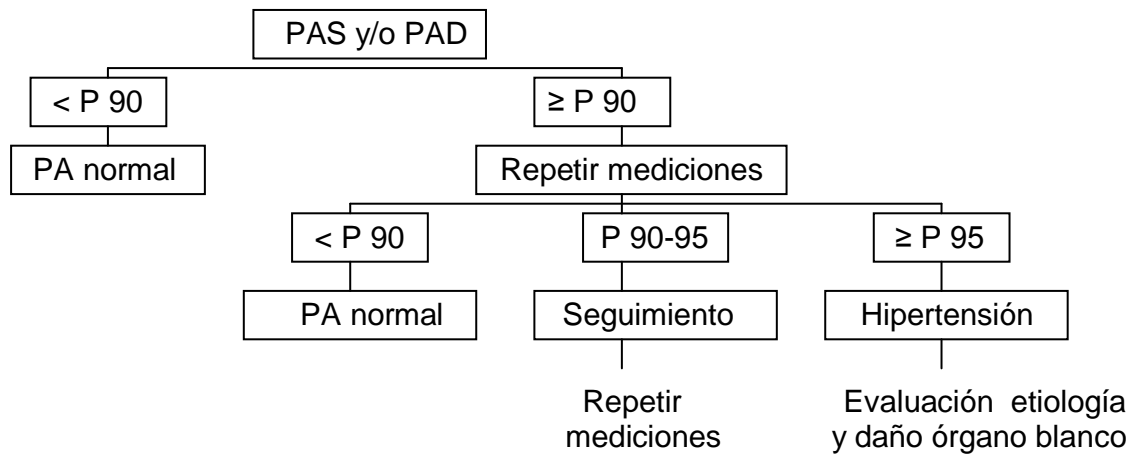 PAS y/o PAD
< P 90
≥ P 90
PA normal
Repetir mediciones
< P 90
P 90-95
≥ P 95
PA normal
Seguimiento
Hipertensión
Repetir
mediciones
Evaluación etiología
y daño órgano blanco